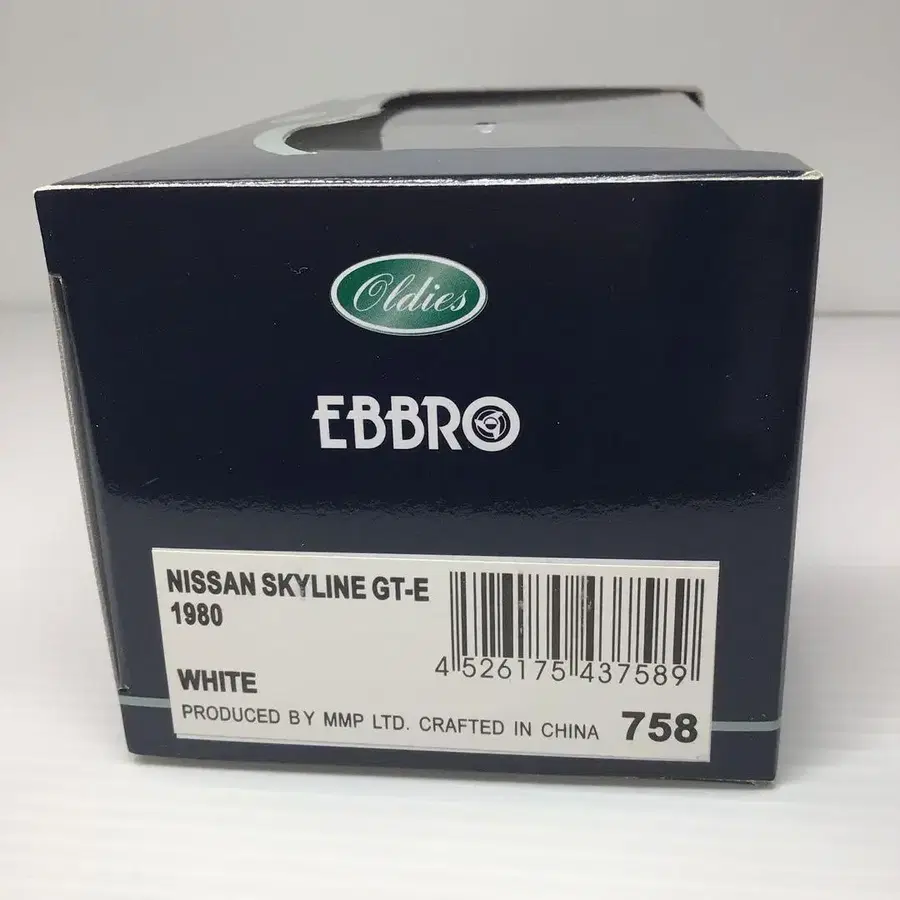 Oldies
EBBRO
NISSAN SKYLINE GT-E
1980
4 526175 437589
WHITE
PRODUCED BY MMP LTD. CRAFTED IN CHINA 758